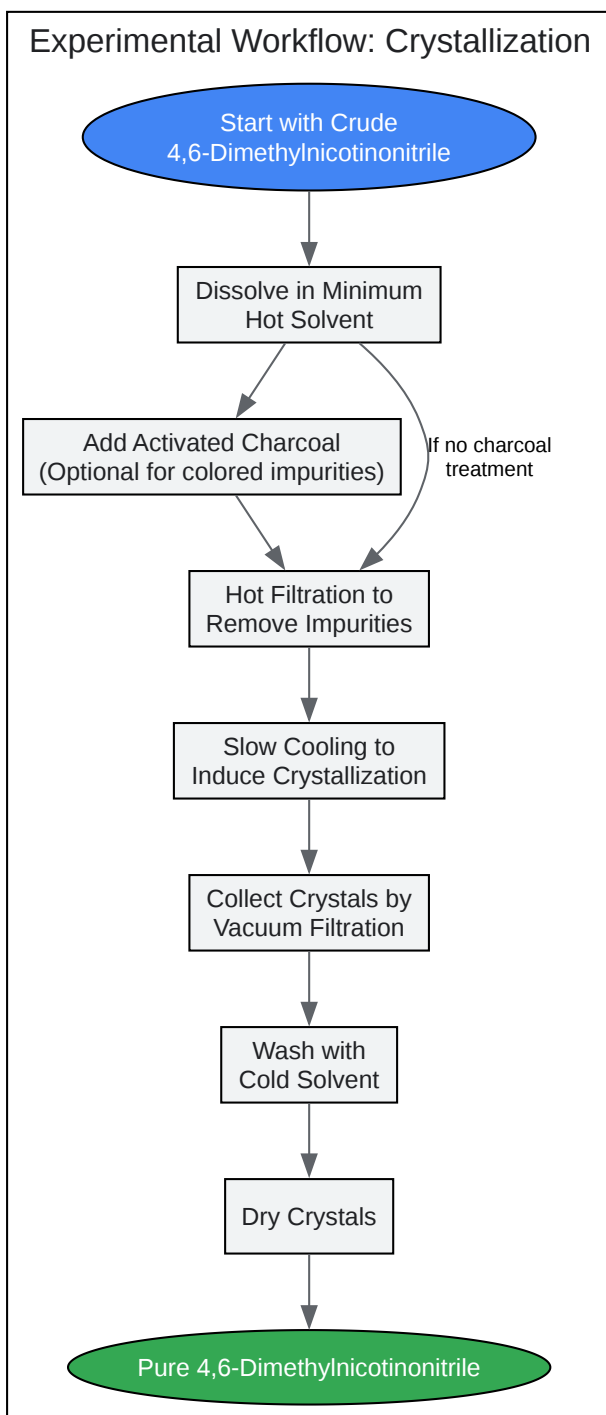 Experimental Workflow: Crystallization
Start with Crude
4,6-Dimethylnicotinonitrile
Dissolve in Minimum
Hot Solvent
Add Activated Charcoal
(Optional for colored impurities)
If no charcoal
treatment
Hot Filtration to
Remove Impurities
Slow Cooling to
Induce Crystallization
Collect Crystals by
Vacuum Filtration
Wash with
Cold Solvent
Dry Crystals
Pure 4,6-Dimethylnicotinonitrile